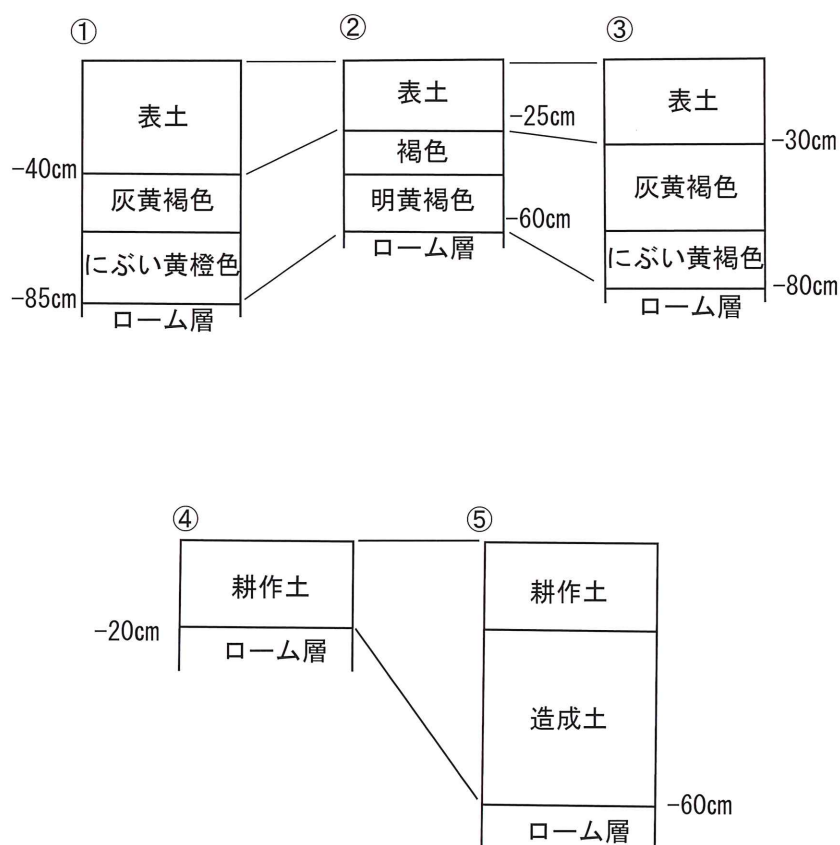 ①
表土
-40cm
灰黄褐色
にぶい黄橙色
-85cm
ローム層
②
表土
-25cm
褐色
明黄褐色
-60cm
ローム層
③
表土
-30cm
灰黄褐色
にぶい黄褐色
-80cm
ローム層
④
耕作土
-20cm
ローム層
⑤
耕作土
造成土
-60cm
ローム層